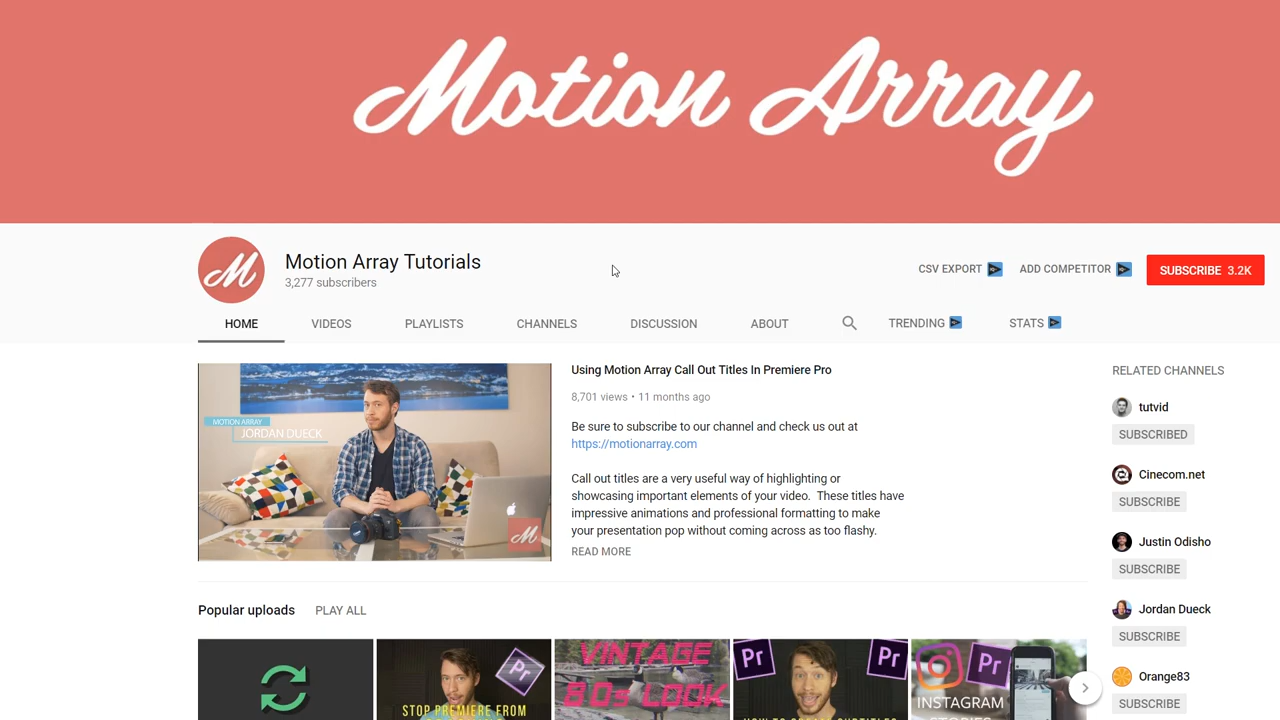 Motion Array
M
Motion Array Tutorials
3,277 subscribers
CSV EXPORT
ADD COMPETITOR
SUBSCRIBE 3.2K
HOME
VIDEOS
PLAYLISTS
CHANNELS
DISCUSSION
ABOUT
TRENDING
STATS
MOTION ARRAY
JORDAN DUECK
M
Using Motion Array Call Out Titles In Premiere Pro
8,701 views • 11 months ago
Be sure to subscribe to our channel and check us out at
https://motionarray.com
Call out titles are a very useful way of highlighting or
showcasing important elements of your video. These titles have
impressive animations and professional formatting to make
your presentation pop without coming across as too flashy.
READ MORE
RELATED CHANNELS
tutvid
SUBSCRIBED
Cinecom.net
SUBSCRIBE
Justin Odisho
SUBSCRIBE
Jordan Dueck
SUBSCRIBE
Orange83
SUBSCRIBE
Popular uploads
PLAY ALL
Pr
STOP PREMIERE FROM
VINTAGE
80s LOOK
Pr
Pr
Pr
INSTAGRAM